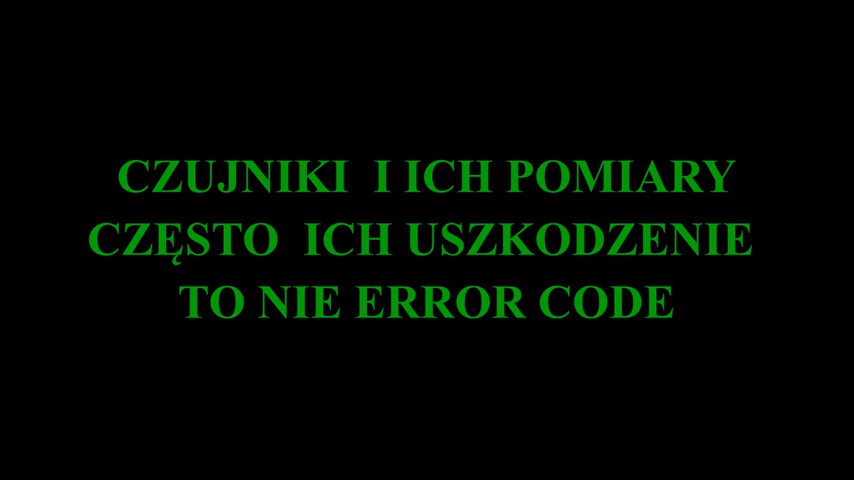 CZUJNIKI I ICH POMIARY
CZĘSTO ICH USZKODZENIE
TO NIE ERROR CODE